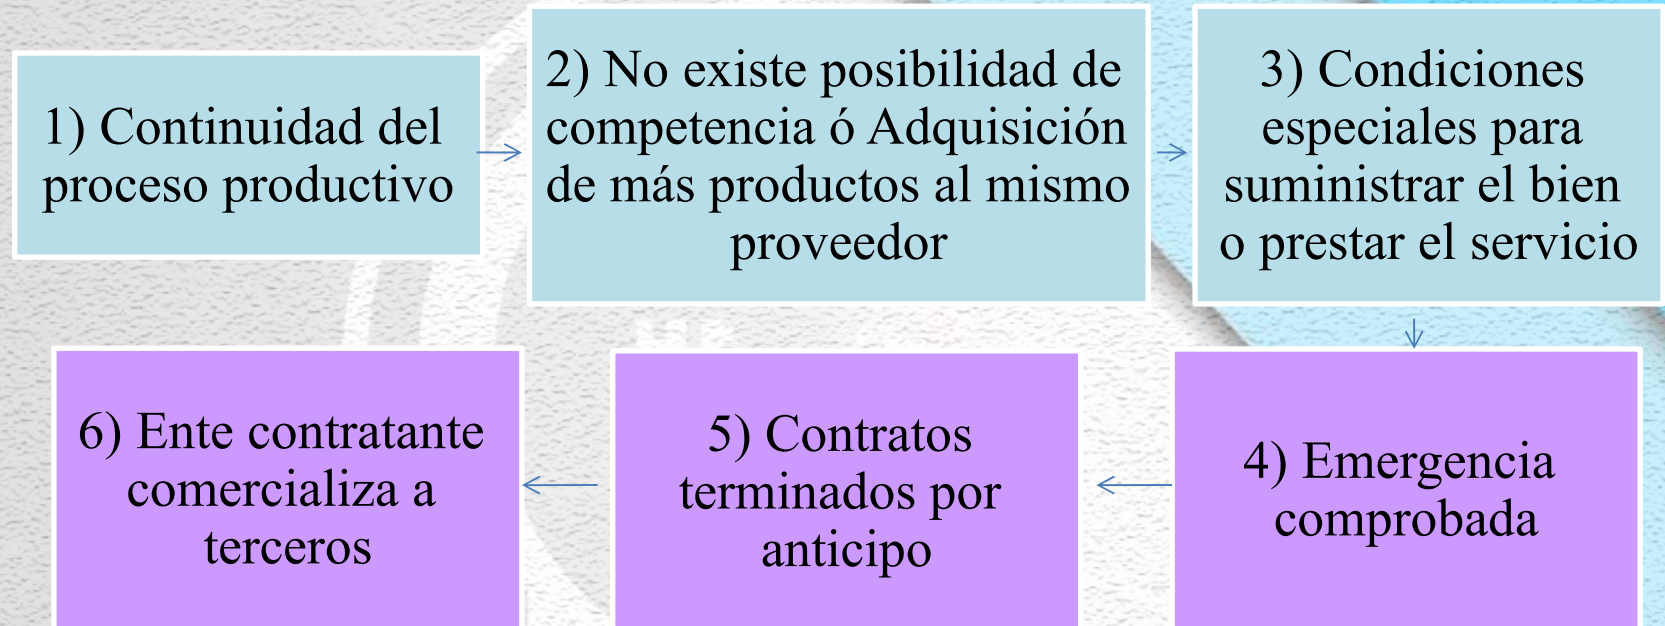 1) Continuidad del
proceso productivo
2) No existe posibilidad de
competencia ó Adquisición
de más productos al mismo
proveedor
3) Condiciones
especiales para
suministrar el bien
o prestar el servicio
4) Emergencia
comprobada
5) Contratos
terminados por
anticipo
6) Ente contratante
comercializa a
terceros